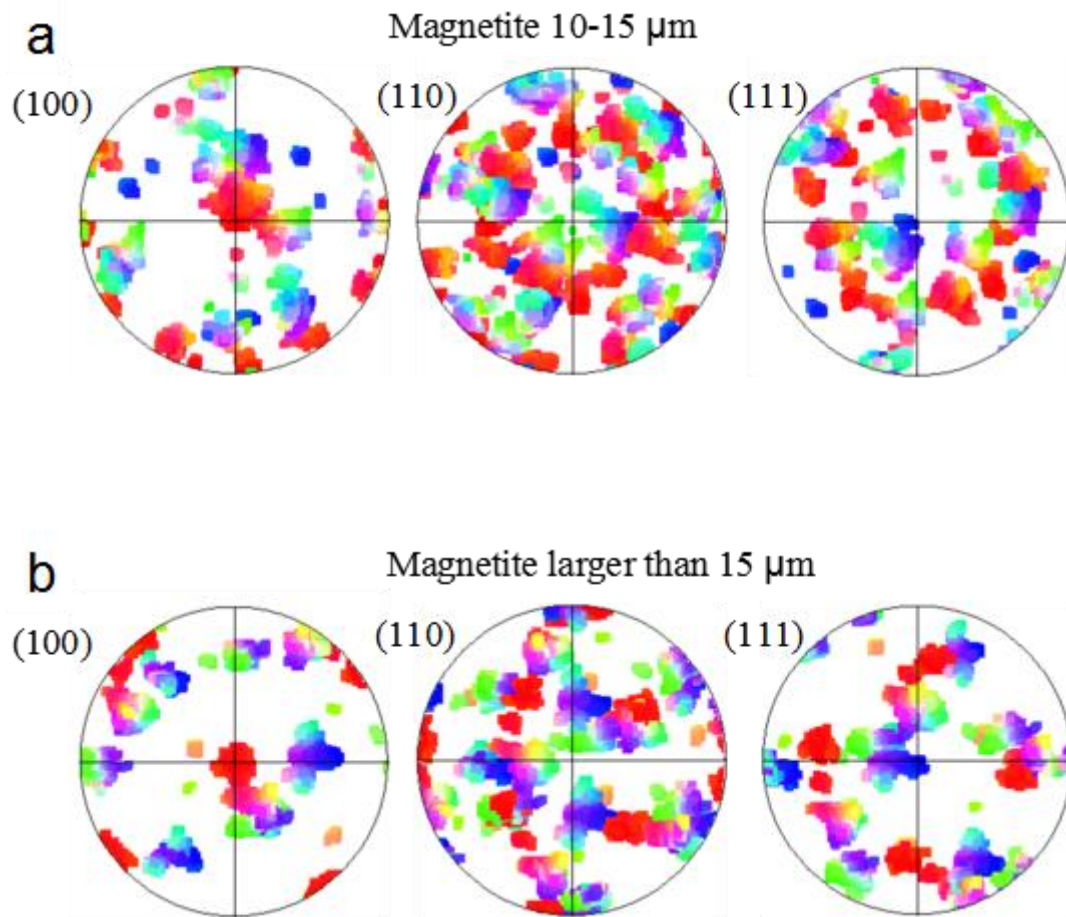 a
Magnetite 10-15 μm
(100)
(110)
(111)
b
Magnetite larger than 15 μm
(100)
(110)
(111)